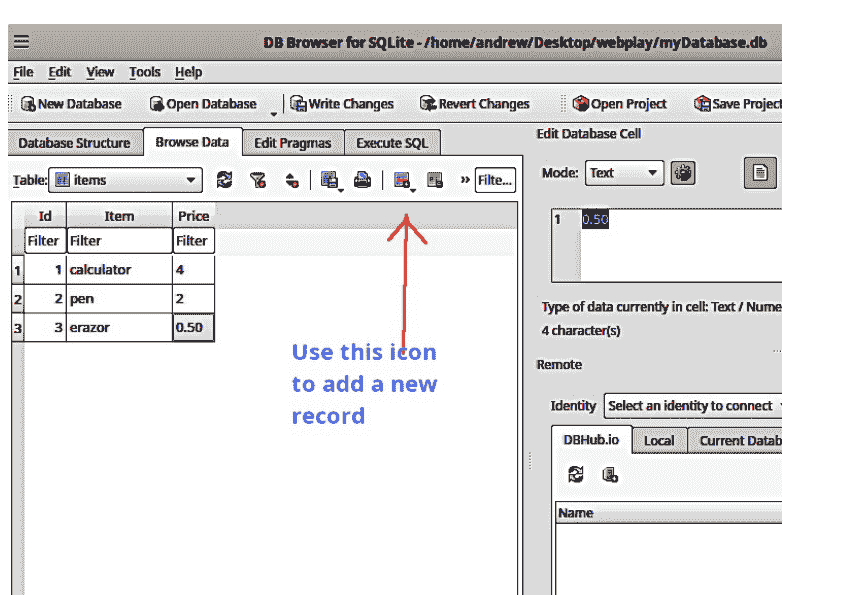 DB Browser for SQLite - /home/andrew/Desktop/webplay/myDatabase.db
File Edit View Tools Help
New Database Open Database Write Changes Revert Changes Open Project Save Project
Database Structure Browse Data Edit Pragmas Execute SQL
Table: items » Filte...
Id Item Price
Filter Filter Filter
1 1 calculator 4
2 2 pen 2
3 3 erazor 0.50
Use this icon
to add a new
record
Edit Database Cell
Mode: Text
1 0.50
Type of data currently in cell: Text / Nume
4 character(s)
Remote
Identity Select an identity to connect
DBHub.io Local Current Datab
Name